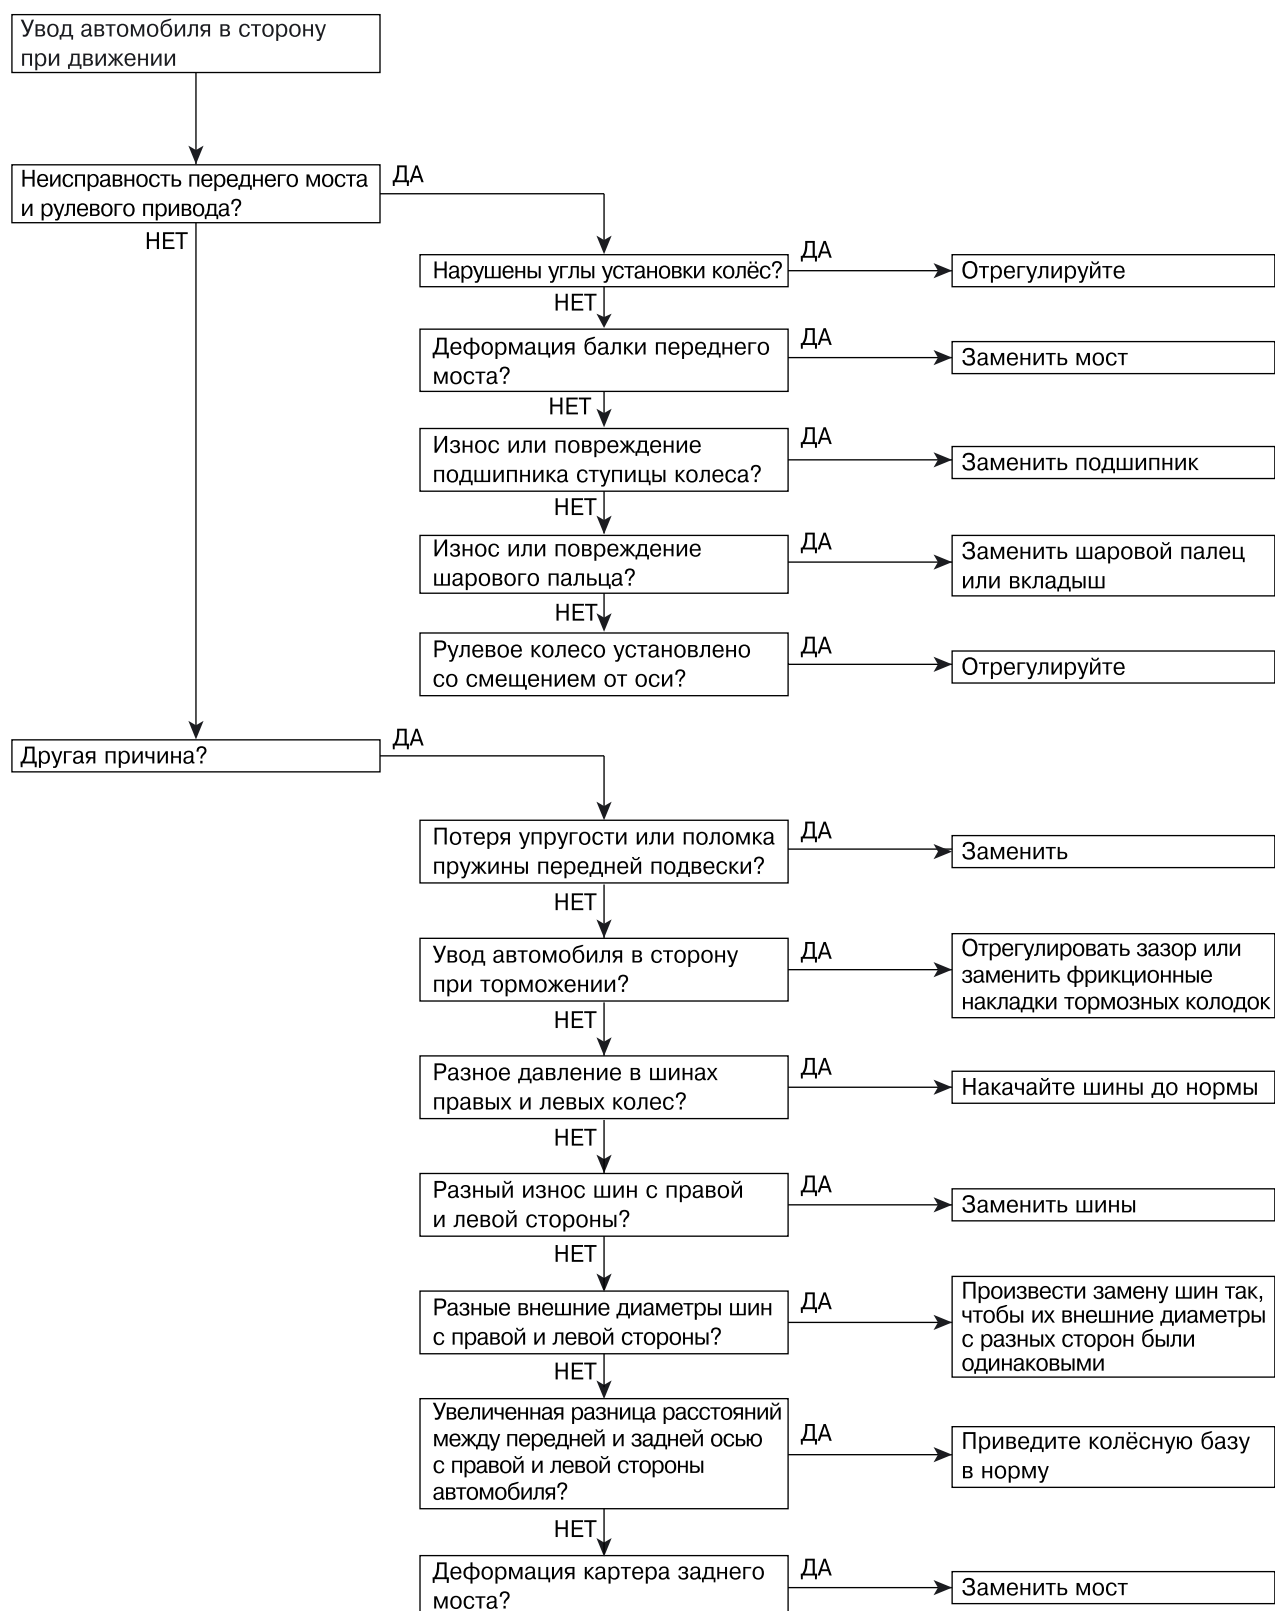 Увод автомобиля в сторону
при движении
Неисправность переднего моста
и рулевого привода?
ДА
НЕТ
Нарушены углы установки колёс?
ДА
Отрегулируйте
НЕТ
Деформация балки переднего
моста?
ДА
Заменить мост
НЕТ
Износ или повреждение
подшипника ступицы колеса?
ДА
Заменить подшипник
НЕТ
Износ или повреждение
шарового пальца?
ДА
Заменить шаровой палец
или вкладыш
НЕТ
Рулевое колесо установлено
со смещением от оси?
ДА
Отрегулируйте
Другая причина?
ДА
Потеря упругости или поломка
пружины передней подвески?
ДА
Заменить
НЕТ
Увод автомобиля в сторону
при торможении?
ДА
Отрегулировать зазор или
заменить фрикционные
накладки тормозных колодок
НЕТ
Разное давление в шинах
правых и левых колес?
ДА
Накачайте шины до нормы
НЕТ
Разный износ шин с правой
и левой стороны?
ДА
Заменить шины
НЕТ
Разные внешние диаметры шин
с правой и левой стороны?
ДА
Произвести замену шин так,
чтобы их внешние диаметры
с разных сторон были
одинаковыми
НЕТ
Увеличенная разница расстояний
между передней и задней осью
с правой и левой стороны
автомобиля?
ДА
Приведите колёсную базу
в норму
НЕТ
Деформация картера заднего
моста?
ДА
Заменить мост